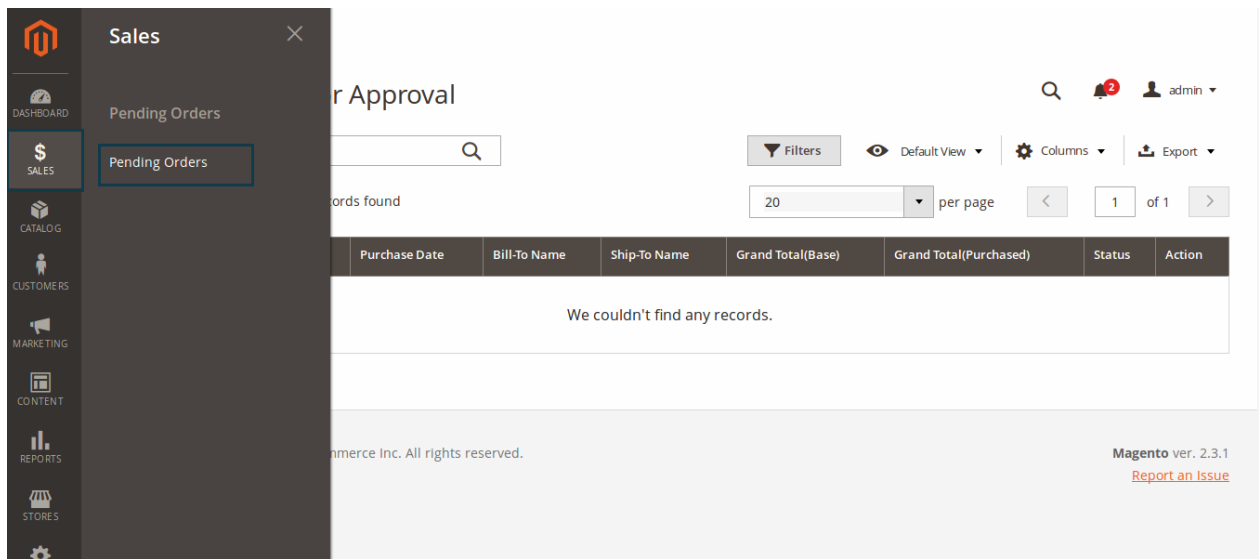 Sales
Pending Orders
Pending Orders
DASHBOARD
$
SALES
CATALOG
CUSTOMERS
MARKETING
CONTENT
REPORTS
STORES
r Approval
2
admin
Filters
Default View
Columns
Export
ords found
20
per page
1
of 1
Purchase Date
Bill-To Name
Ship-To Name
Grand Total(Base)
Grand Total(Purchased)
Status
Action
We couldn't find any records.
mmerce Inc. All rights reserved.
Magento ver. 2.3.1
Report an Issue